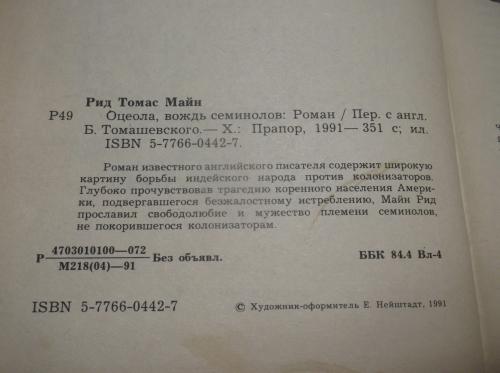 Рид Томас Майн
Р49 Оцеола, вождь семинолов: Роман / Пер. с англ.
Б. Томашевского.— Х.: Прапор, 1991— 351 с; ил.
ISBN 5-7766-0442-7.
Роман известного английского писателя содержит широкую
картину борьбы индейского народа против колонизаторов.
Глубоко прочувствовав трагедию коренного населения Амери-
ки, подвергавшегося безжалостному истреблению, Майн Рид
прославил свободолюбие и мужество племени семинолов,
не покорившегося колонизаторам.
Р 4703010100—072 Без объявл. ББК 84.4 Вл-4
М218(04)—91
ISBN 5-7766-0442-7 © Художник-оформитель Е. Нейштадт, 1991